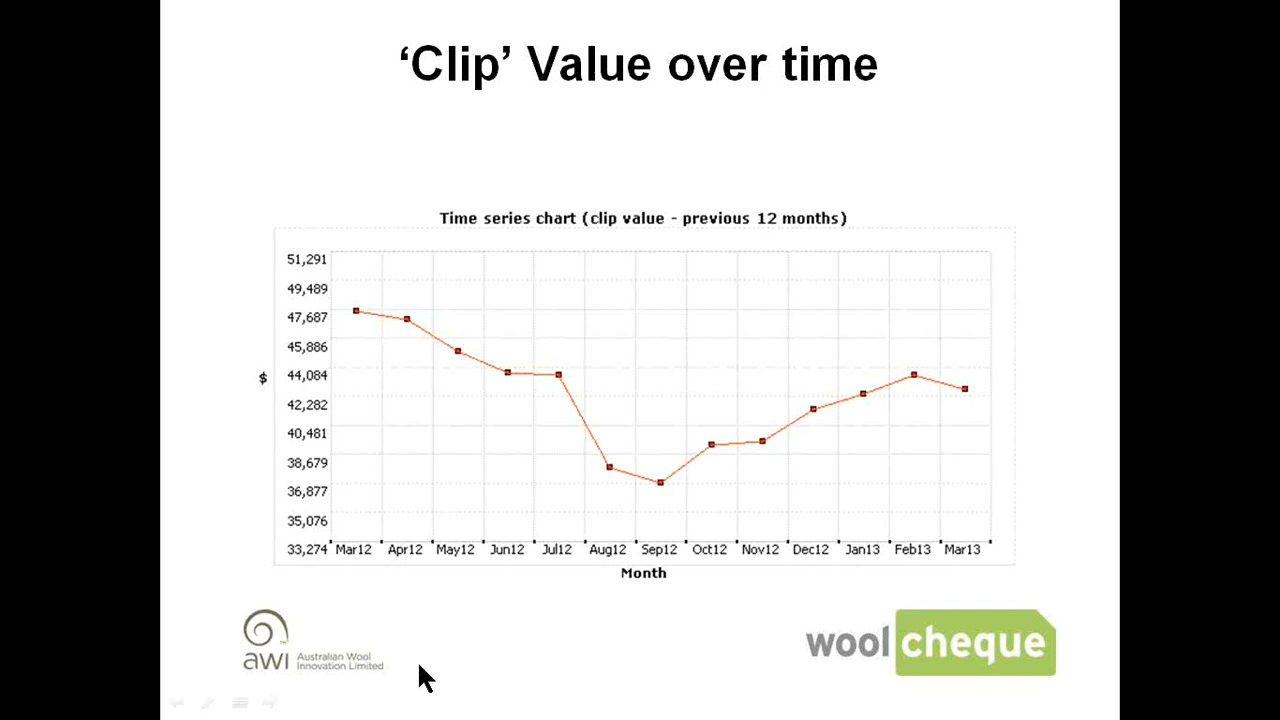 ‘Clip’ Value over time
Time series chart (clip value - previous 12 months)
51,291
49,489
47,687
45,886
$
44,084
42,282
40,481
38,679
36,877
35,076
33,274
Mar12 Apr12 May12 Jun12 Jul12 Aug12 Sep12 Oct12 Nov12 Dec12 Jan13 Feb13 Mar13
Month
awi
Australian Wool
Innovation Limited
wool cheque